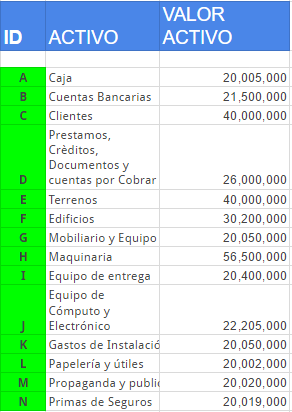 ID ACTIVO VALOR ACTIVO
A Caja 20,005,000
B Cuentas Bancarias 21,500,000
C Clientes 40,000,000
D Prestamos,
Crèditos,
Documentos y
cuentas por Cobrar 26,000,000
E Terrenos 40,000,000
F Edificios 30,200,000
G Mobiliario y Equipo 20,050,000
H Maquinaria 56,500,000
I Equipo de entrega 20,400,000
J Equipo de
Cómputo y
Electrónico 22,205,000
K Gastos de Instalació 20,050,000
L Papelería y útiles 20,002,000
M Propaganda y public 20,020,000
N Primas de Seguros 20,019,000